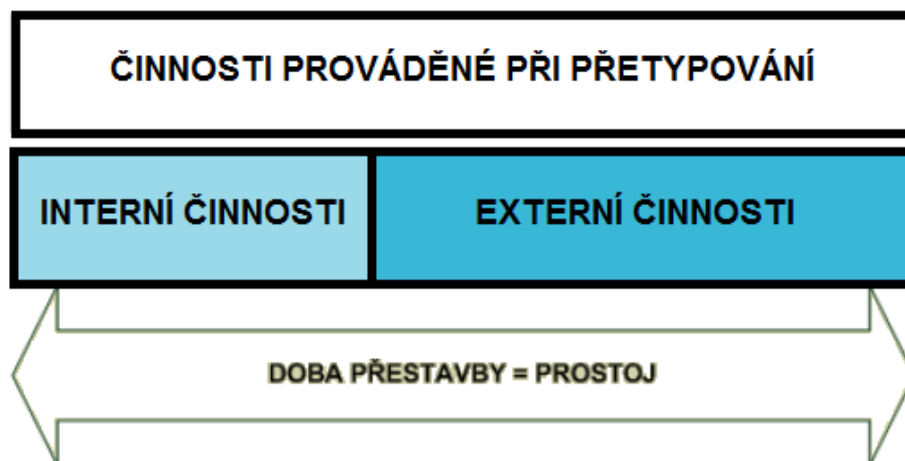 ČINNOSTI PROVÁDĚNÉ PŘI PŘETYPOVÁNÍ
INTERNÍ ČINNOSTI
EXTERNÍ ČINNOSTI
DOBA PŘESTAVBY = PROSTOJ